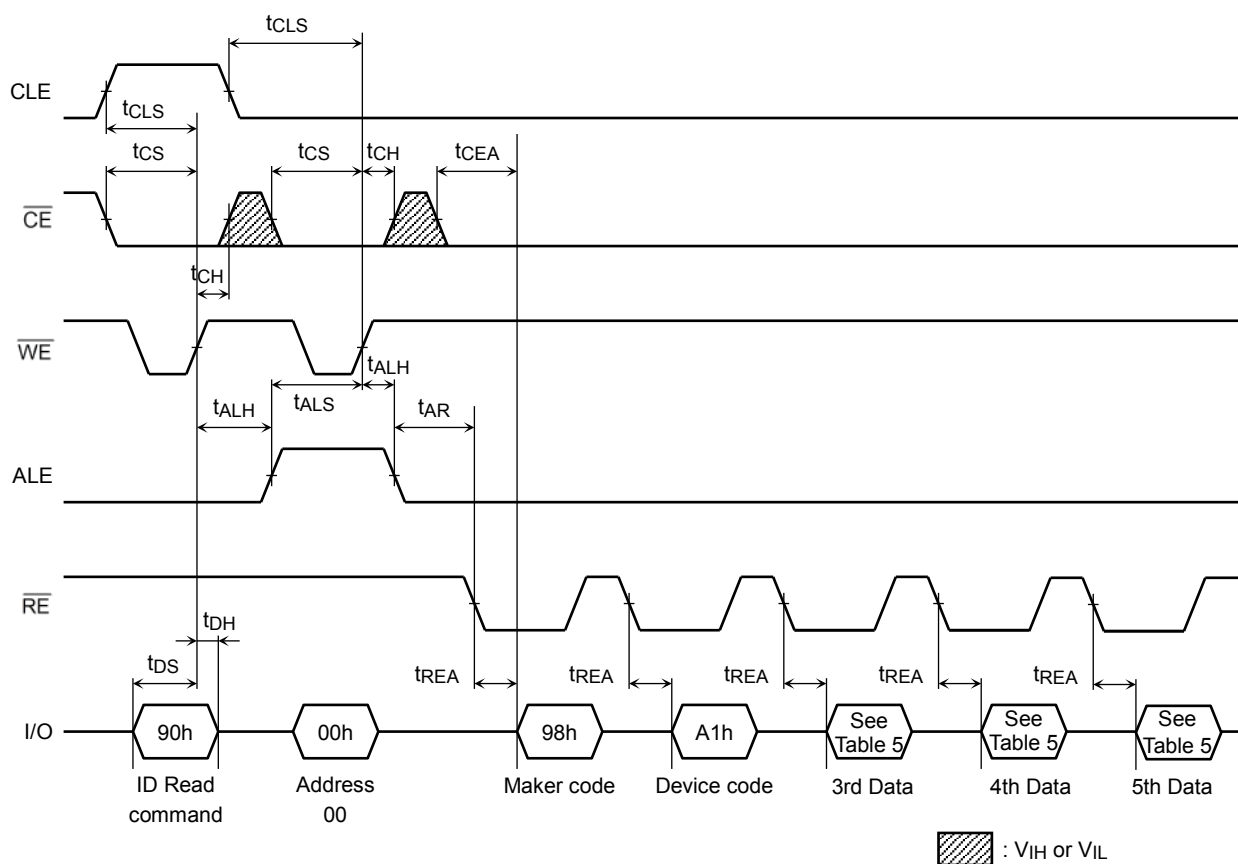 tCLS
CLE
tCLS
tCS
tCS
tCH
tCEA
CE
tCH
WE
tALH
tALH
tALS
tAR
ALE
RE
tDH
tDS
tREA
tREA
tREA
tREA
tREA
I/O
90h
00h
98h
A1h
See
Table 5
See
Table 5
See
Table 5
ID Read
command
Address
00
Maker code
Device code
3rd Data
4th Data
5th Data
: VIH or VIL